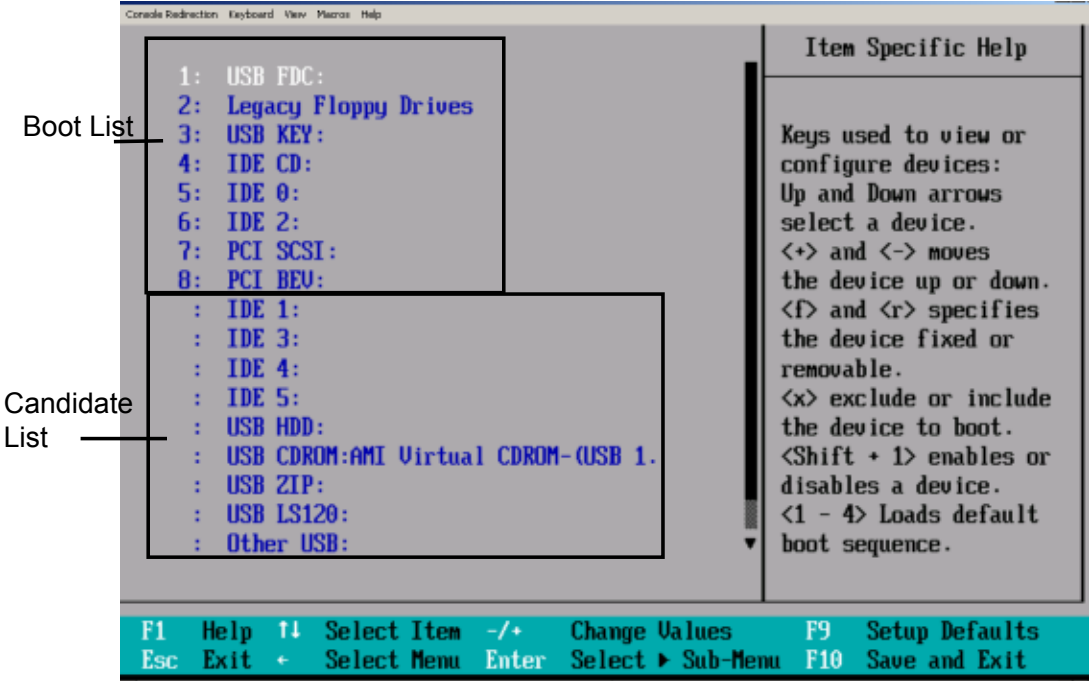 Console Redirection Keyboard View Macros Help
Item Specific Help
1: USB FDC:
2: Legacy Floppy Drives
3: USB KEY:
4: IDE CD:
5: IDE 0:
6: IDE 2:
7: PCI SCSI:
8: PCI BEV:
: IDE 1:
: IDE 3:
: IDE 4:
: IDE 5:
: USB HDD:
: USB CDROM:AMI Virtual CDROM-(USB 1.
: USB ZIP:
: USB LS120:
: Other USB:
Boot List
Candidate
List
Keys used to view or
configure devices:
Up and Down arrows
select a device.
<+> and <-> moves
the device up or down.
<f> and <r> specifies
the device fixed or
removable.
<x> exclude or include
the device to boot.
<Shift + 1> enables or
disables a device.
<1 - 4> Loads default
boot sequence.
F1 Help ↑↓ Select Item -/+ Change Values F9 Setup Defaults
Esc Exit ← Select Menu Enter Select ▶ Sub-Menu F10 Save and Exit